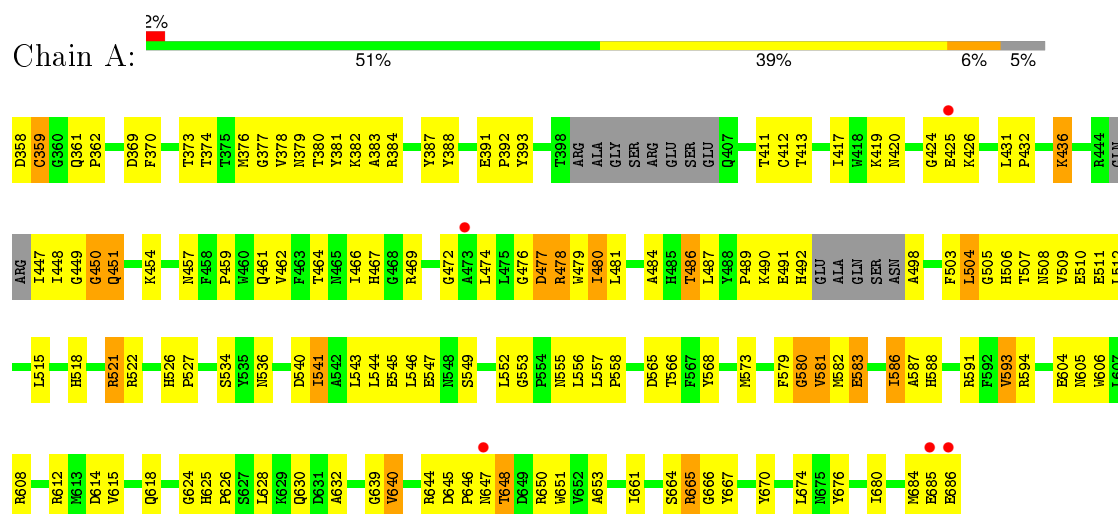 2%
Chain A:
51% 39% 6% 5%
D358 C359 G360 Q361 P362 D369 F370 T373 T374 T375 M376 G377 V378 N379 T380 Y381 K382 A383 R384 Y387 Y388 E391 P392 Y393 T398 ARG ALA GLY SER ARG GLU SER GLU Q407 T411 C412 T413 I417 W418 K419 N420 G424 E425 K426 L431 P432 K436 R444 GLN
ARG I447 I448 G449 G450 Q451 K454 N457 F458 P459 W460 Q461 V462 F463 T464 N465 I466 H467 G468 R469 G472 A473 L474 L475 G476 D477 R478 W479 I480 L481 A484 H485 T486 L487 Y488 P489 K490 E491 H492 GLU ALA GLN SER ASN A498 F503 L504 G505 H506 T507 N508 V509 E510 E511 L512
L515 H518 R521 R522 H526 P527 S534 Y535 N536 D540 I541 A542 L543 L544 E545 L546 E547 N548 S549 L552 G553 P554 N555 L556 L557 P558 D565 T566 F567 Y568 M573 F579 G580 V581 M582 E583 I586 A587 H588 R591 F592 V593 R594 E604 N605 W606 L607
R608 R612 M613 D614 V615 Q618 G624 H625 P626 S627 L628 K629 Q630 D631 A632 G639 V640 R644 D645 P646 N647 T648 D649 R650 W651 V652 A653 I661 S664 R665 G666 Y667 Y670 L674 N675 Y676 I680 M684 E685 E686